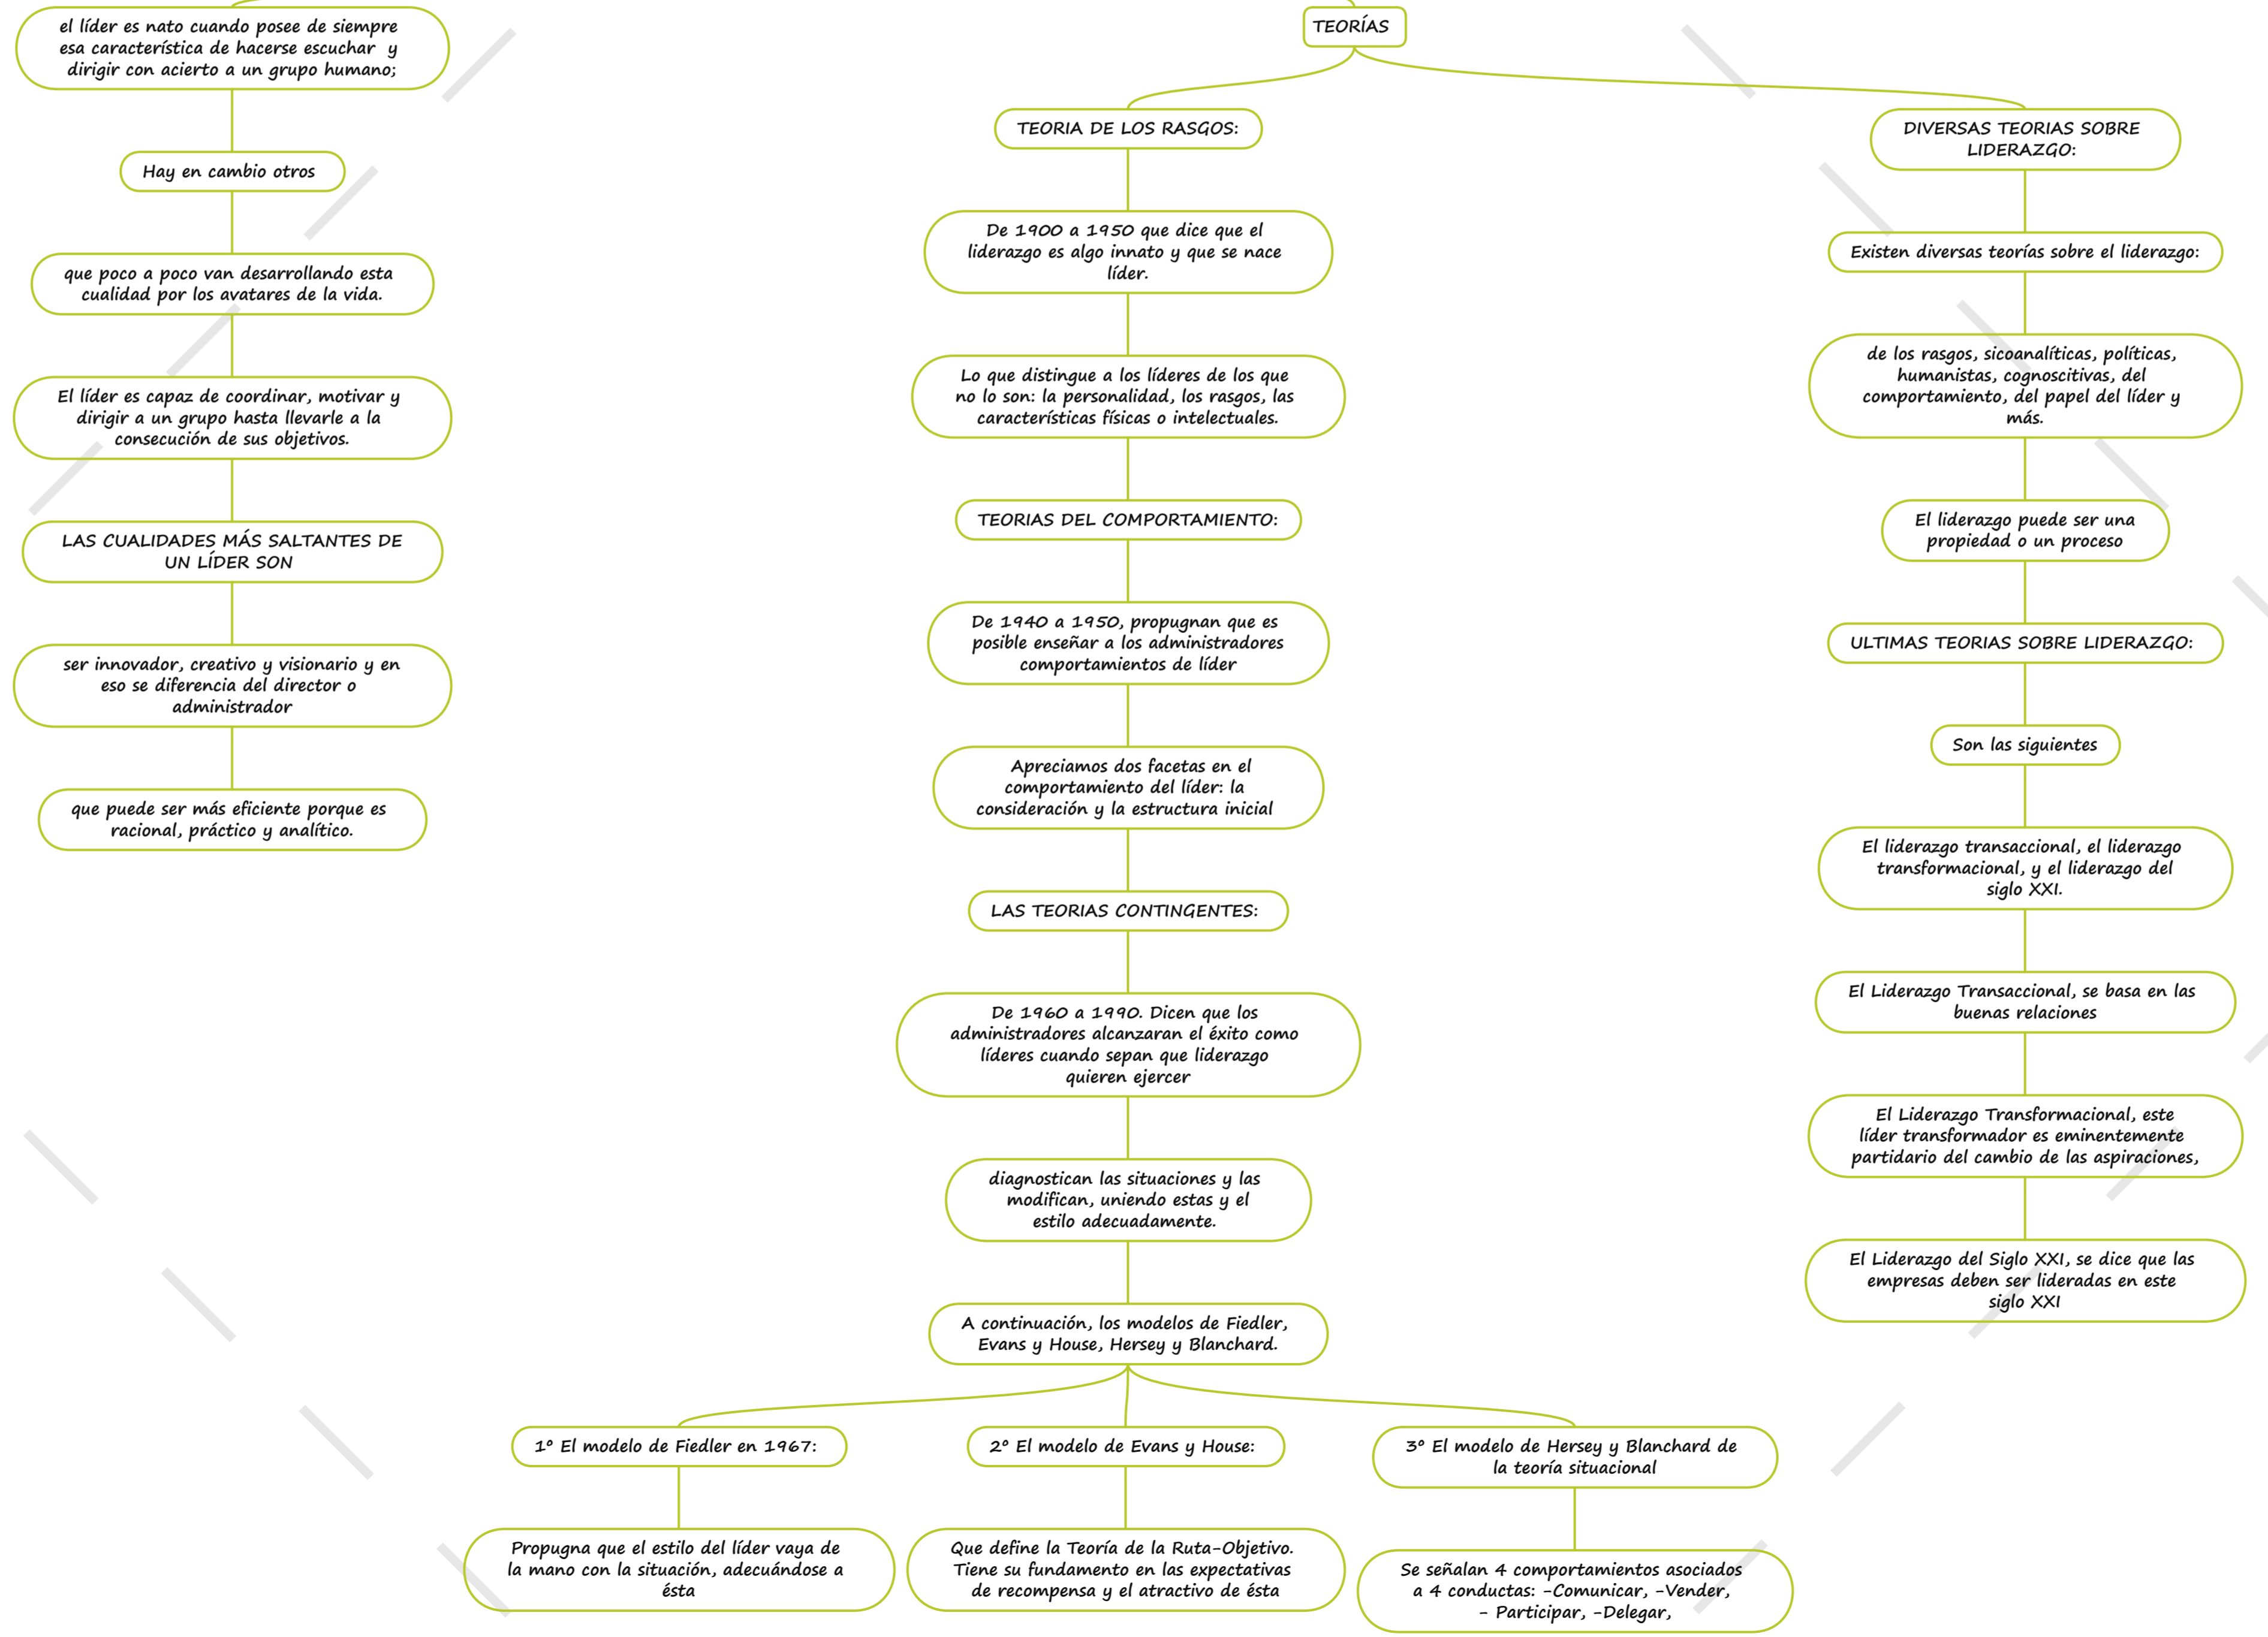 el líder es nato cuando posee de siempre
esa característica de hacerse escuchar y
dirigir con acierto a un grupo humano;
Hay en cambio otros
que poco a poco van desarrollando esta
cualidad por los avatares de la vida.
El líder es capaz de coordinar, motivar y
dirigir a un grupo hasta llevarle a la
consecución de sus objetivos.
LAS CUALIDADES MÁS SALTANTES DE
UN LÍDER SON
ser innovador, creativo y visionario y en
eso se diferencia del director o
administrador
que puede ser más eficiente porque es
racional, práctico y analítico.
TEORÍAS
TEORIA DE LOS RASGOS:
De 1900 a 1950 que dice que el
liderazgo es algo innato y que se nace
líder.
Lo que distingue a los líderes de los que
no lo son: la personalidad, los rasgos, las
características físicas o intelectuales.
TEORIAS DEL COMPORTAMIENTO:
De 1940 a 1950, propugnan que es
posible enseñar a los administradores
comportamientos de líder
Apreciamos dos facetas en el
comportamiento del líder: la
consideración y la estructura inicial
LAS TEORIAS CONTINGENTES:
De 1960 a 1990. Dicen que los
administradores alcanzaran el éxito como
líderes cuando sepan que liderazgo
quieren ejercer
diagnostican las situaciones y las
modifican, uniendo estas y el
estilo adecuadamente.
A continuación, los modelos de Fiedler,
Evans y House, Hersey y Blanchard.
1º El modelo de Fiedler en 1967:
Propugna que el estilo del líder vaya de
la mano con la situación, adecuándose a
ésta
2º El modelo de Evans y House:
Que define la Teoría de la Ruta-Objetivo.
Tiene su fundamento en las expectativas
de recompensa y el atractivo de ésta
3º El modelo de Hersey y Blanchard de
la teoría situacional
Se señalan 4 comportamientos asociados
a 4 conductas: -Comunicar, -Vender,
- Participar, -Delegar,
DIVERSAS TEORIAS SOBRE
LIDERAZGO:
Existen diversas teorías sobre el liderazgo:
de los rasgos, sicoanalíticas, políticas,
humanistas, cognoscitivas, del
comportamiento, del papel del líder y
más.
El liderazgo puede ser una
propiedad o un proceso
ULTIMAS TEORIAS SOBRE LIDERAZGO:
Son las siguientes
El liderazgo transaccional, el liderazgo
transformacional, y el liderazgo del
siglo XXI.
El Liderazgo Transaccional, se basa en las
buenas relaciones
El Liderazgo Transformacional, este
líder transformador es eminentemente
partidario del cambio de las aspiraciones,
El Liderazgo del Siglo XXI, se dice que las
empresas deben ser lideradas en este
siglo XXI